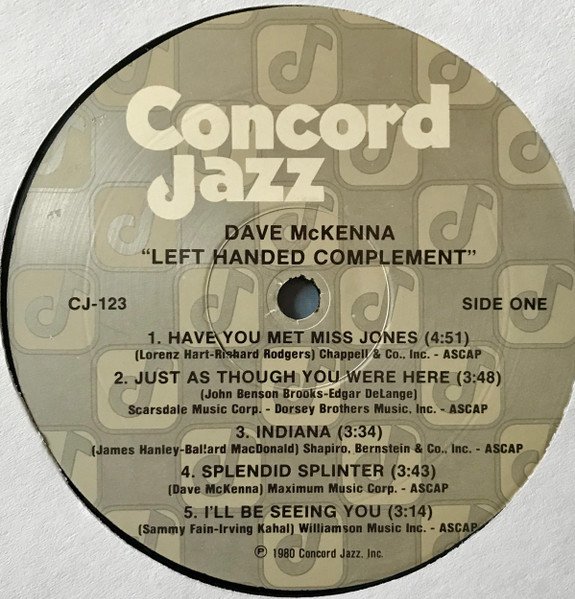 Concord
Jazz
DAVE McKENNA
"LEFT HANDED COMPLEMENT"
CJ-123
SIDE ONE
1. HAVE YOU MET MISS JONES (4:51)
(Lorenz Hart-Richard Rodgers) Chappell & Co., Inc. - ASCAP
2. JUST AS THOUGH YOU WERE HERE (3:48)
(John Benson Brooks-Edgar DeLange)
Scarsdale Music Corp. - Dorsey Brothers Music, Inc. - ASCAP
3. INDIANA (3:34)
(James Hanley-Ballard MacDonald) Shapiro, Bernstein & Co., Inc. - ASCAP
4. SPLENDID SPLINTER (3:43)
(Dave McKenna) Maximum Music Corp. - ASCAP
5. I'LL BE SEEING YOU (3:14)
(Sammy Fain-Irving Kahal) Williamson Music Inc. - ASCAP
℗ 1980 Concord Jazz, Inc.